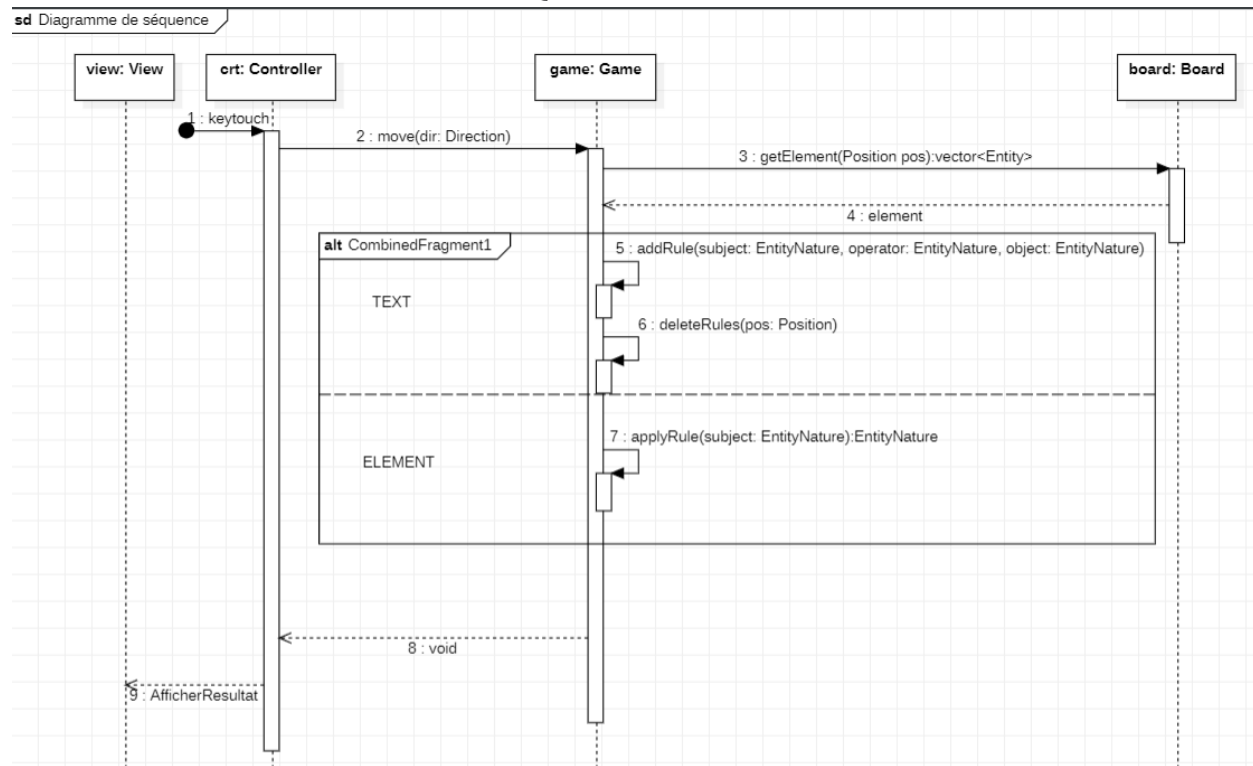 sd Diagramme de séquence
view: View
crt: Controller
game: Game
board: Board
1 : keytouch
2 : move(dir: Direction)
3 : getElement(Position pos):vector<Entity>
4 : element
alt CombinedFragment1
5 : addRule(subject: EntityNature, operator: EntityNature, object: EntityNature)
TEXT
6 : deleteRules(pos: Position)
7 : applyRule(subject: EntityNature):EntityNature
ELEMENT
8 : void
9 : AfficherResultat